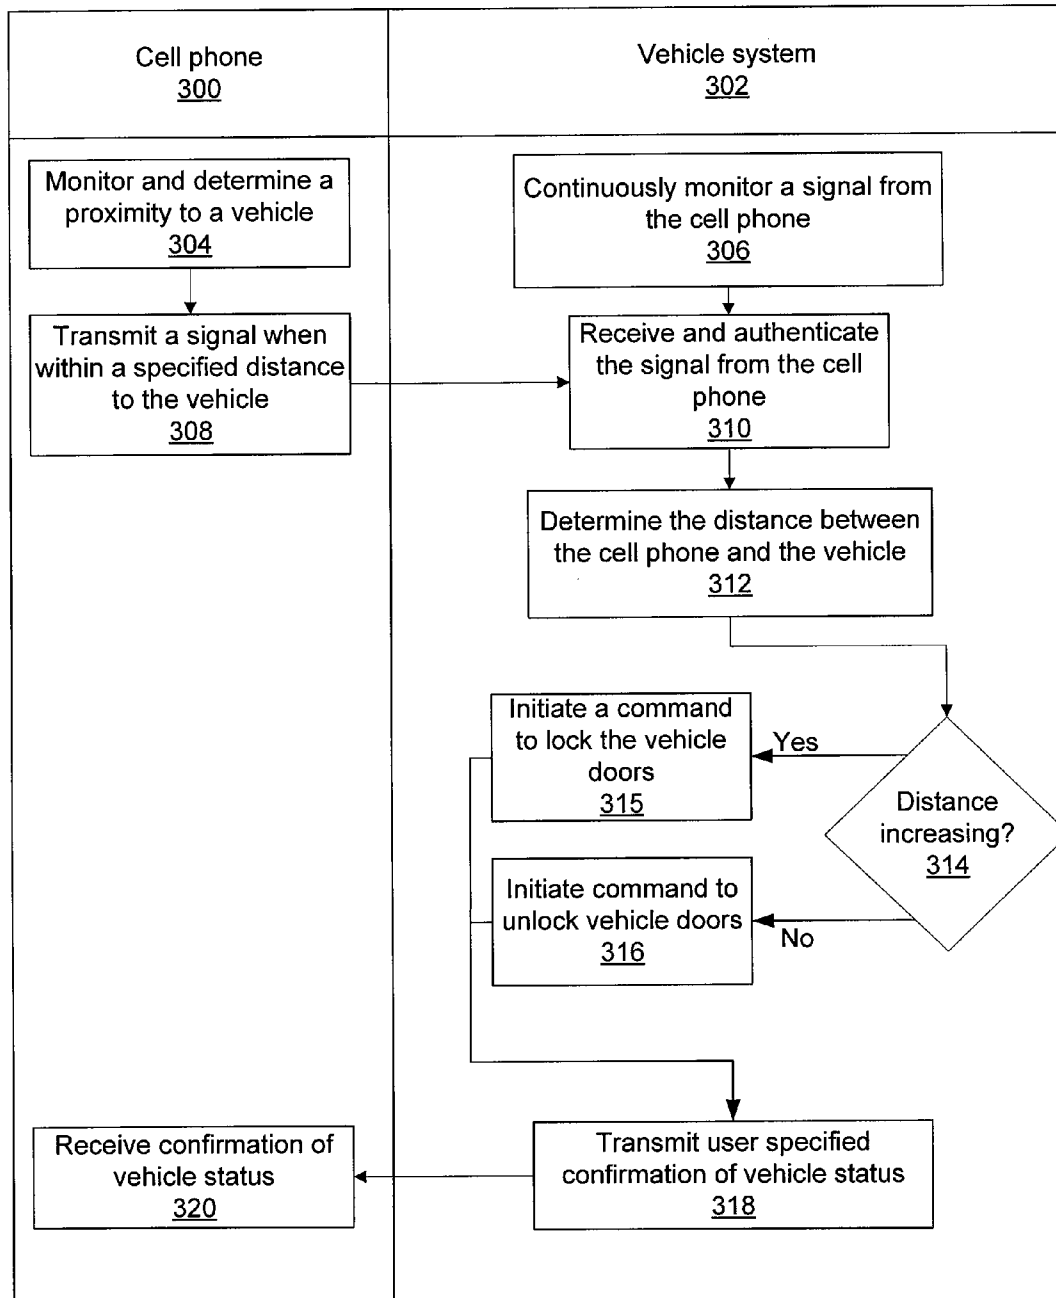 Cell phone
300
Vehicle system
302
Monitor and determine a
proximity to a vehicle
304
Continuously monitor a signal from
the cell phone
306
Transmit a signal when
within a specified distance
to the vehicle
308
Receive and authenticate
the signal from the cell
phone
310
Determine the distance between
the cell phone and the vehicle
312
Initiate a command
to lock the vehicle
doors
315
Yes
Distance
increasing?
314
Initiate command to
unlock vehicle doors
316
No
Receive confirmation of
vehicle status
320
Transmit user specified
confirmation of vehicle status
318